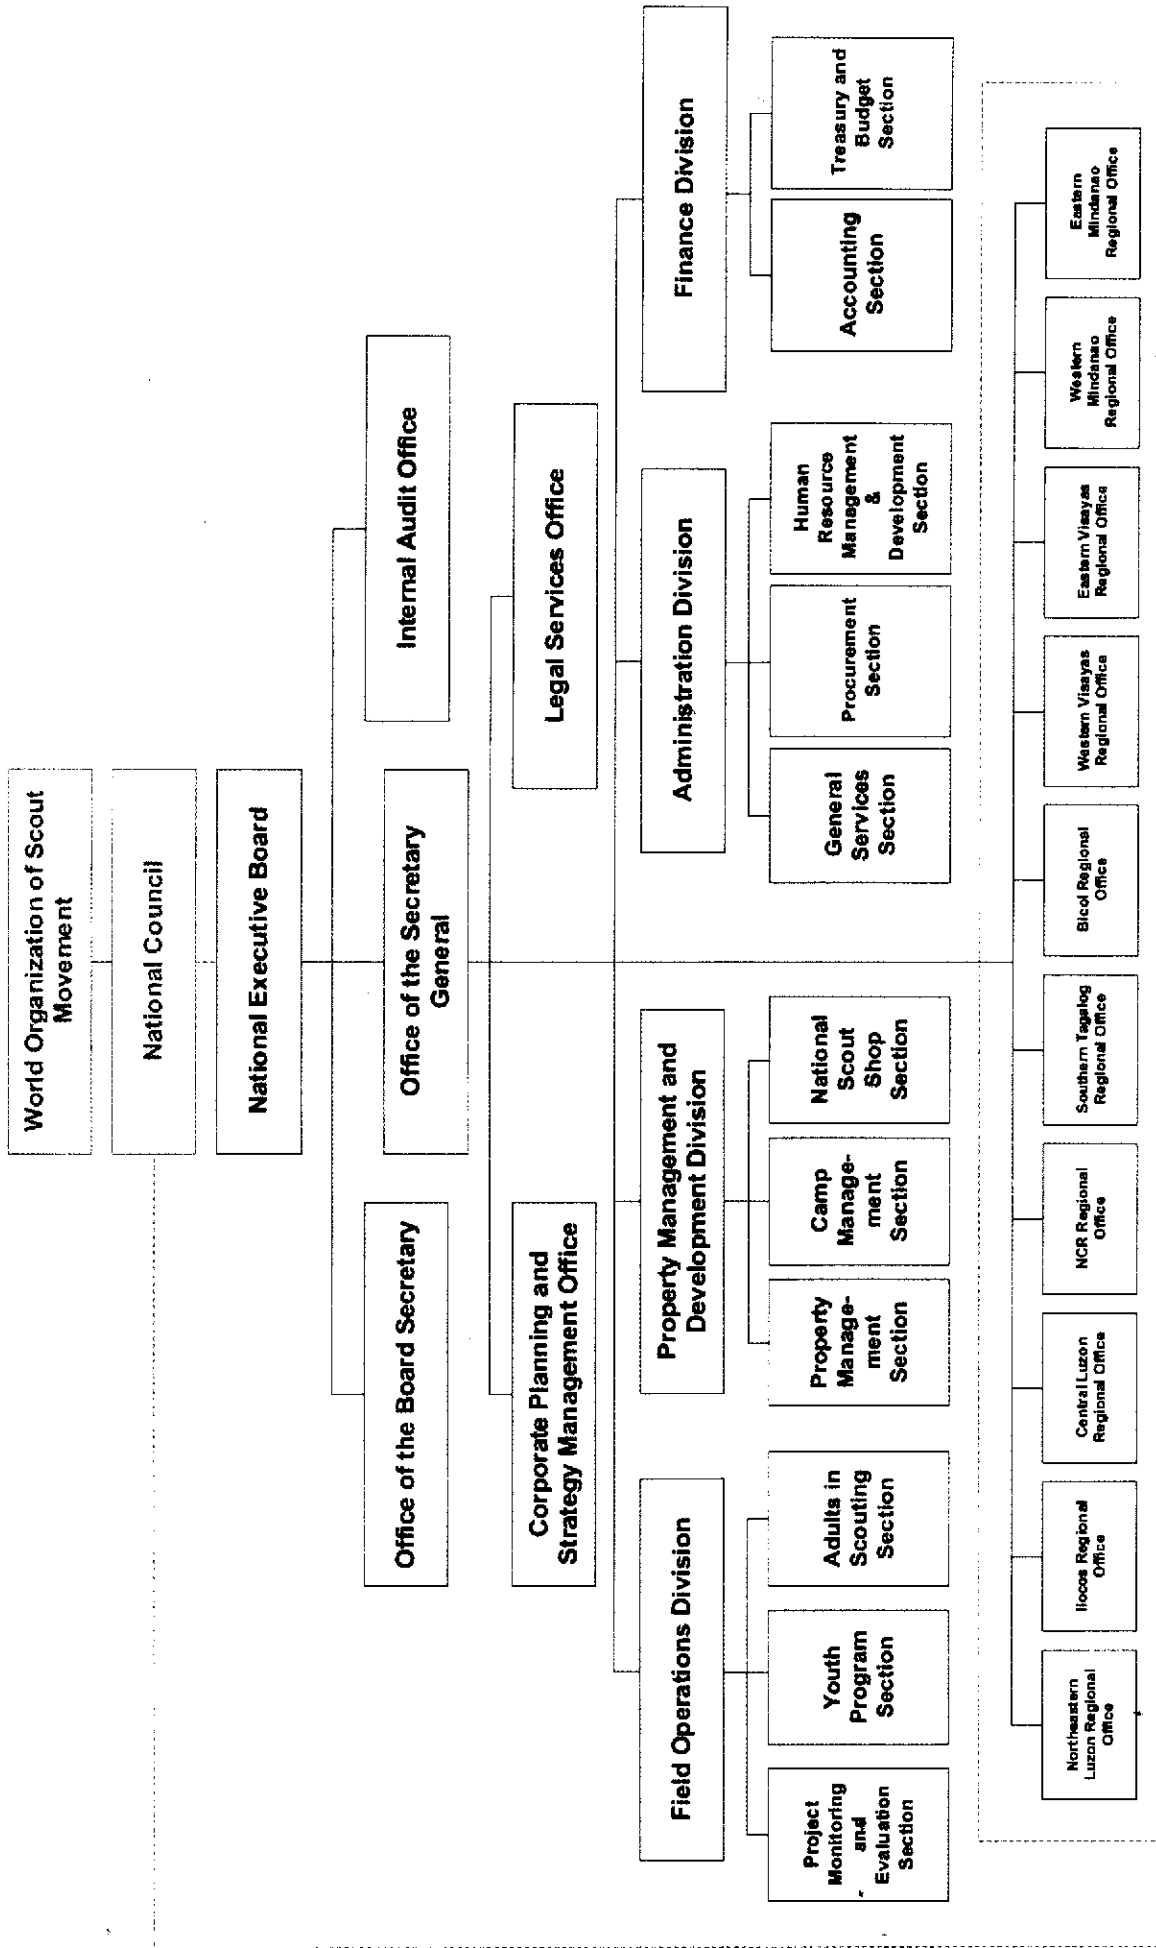 World Organization of Scout
Movement
National Council
National Executive Board
Office of the Board Secretary
Office of the Secretary
General
Internal Audit Office
Corporate Planning and
Strategy Management Office
Legal Services Office
Field Operations Division
Property Management and
Development Division
Administration Division
Finance Division
Project
Monitoring
and
Evaluation
Section
Youth
Program
Section
Adults in
Scouting
Section
Property
Manage-
ment
Section
Camp
Manage-
ment
Section
National
Scout
Shop
Section
General
Services
Section
Procurement
Section
Human
Resource
Management
&
Development
Section
Accounting
Section
Treasury and
Budget
Section
Northeastern
Luzon Regional
Office
Ilocos Regional
Office
Central Luzon
Regional Office
NCR Regional
Office
Southern Tagalog
Regional Office
Bicol Regional
Office
Western Visayas
Regional Office
Eastern Visayas
Regional Office
Western
Mindanao
Regional Office
Eastern
Mindanao
Regional Office